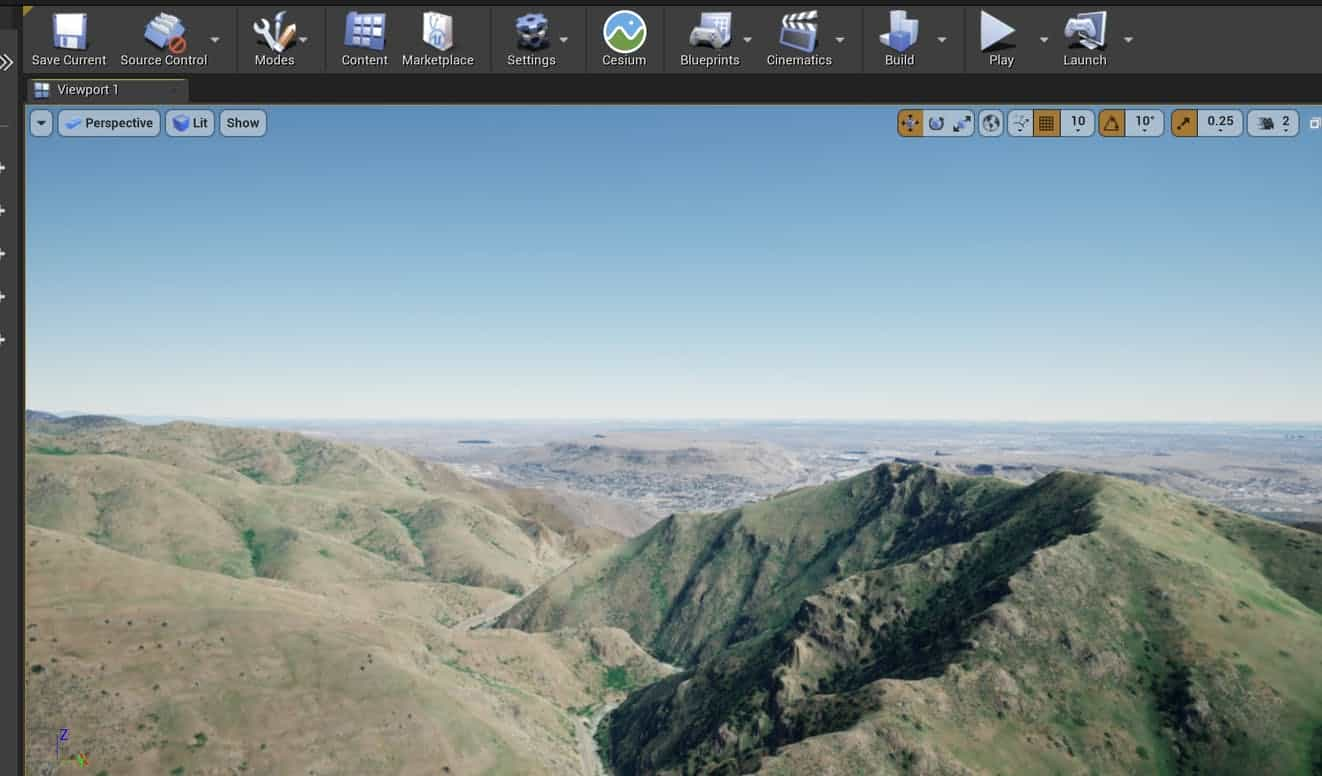 Save Current Source Control Modes Content Marketplace Settings Cesium Blueprints Cinematics Build Play Launch
Viewport 1
Perspective Lit Show 10 10° 0.25 2
Z